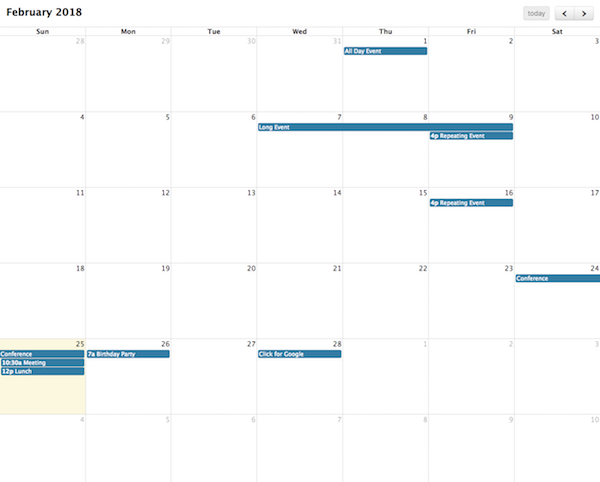 February 2018
today
Sun Mon Tue Wed Thu Fri Sat
28 29 30 31 1 2 3
All Day Event
4 5 6 7 8 9 10
Long Event
4p Repeating Event
11 12 13 14 15 16 17
4p Repeating Event
18 19 20 21 22 23 24
Conference
25 26 27 28 1 2 3
Conference 7a Birthday Party Click for Google
10:30a Meeting
12p Lunch
4 5 6 7 8 9 10